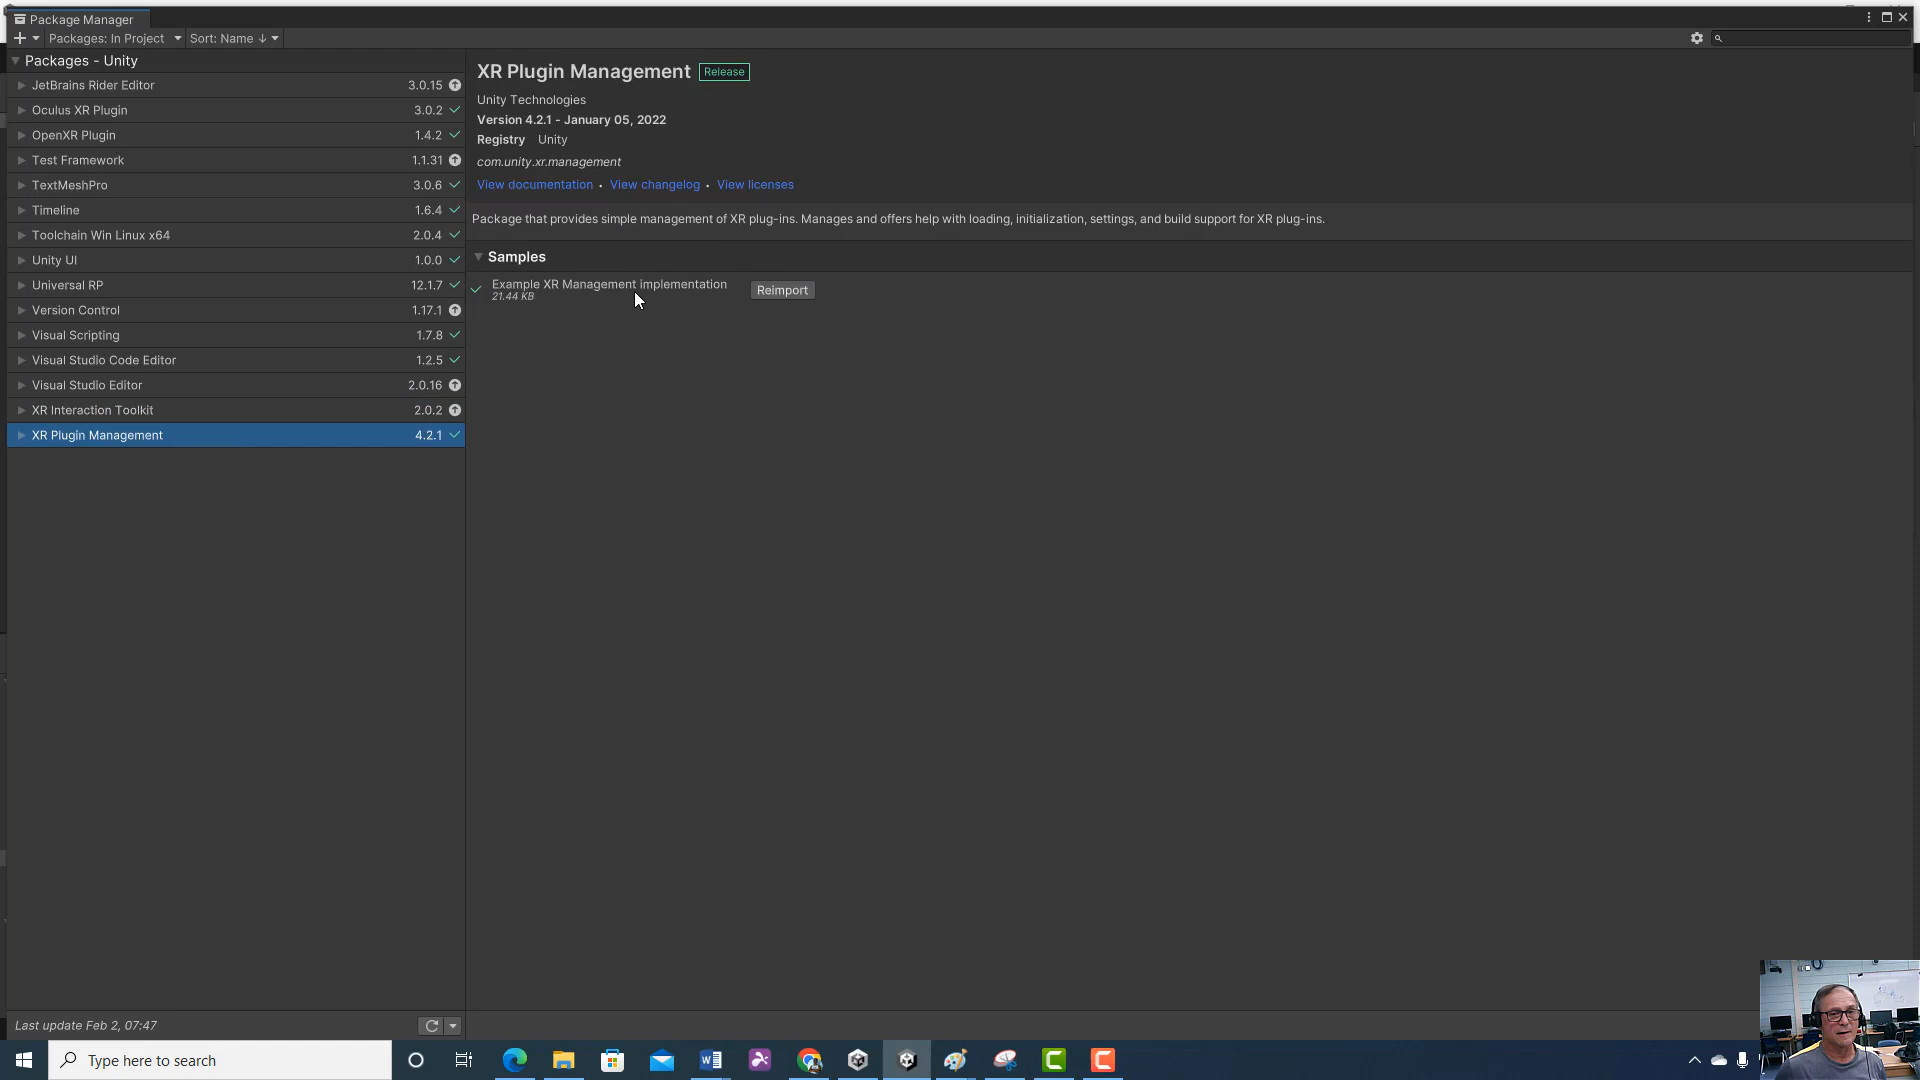 Package Manager
Packages: In Project
Sort: Name ↓
Packages - Unity
JetBrains Rider Editor 3.0.15
Oculus XR Plugin 3.0.2
OpenXR Plugin 1.4.2
Test Framework 1.1.31
TextMeshPro 3.0.6
Timeline 1.6.4
Toolchain Win Linux x64 2.0.4
Unity UI 1.0.0
Universal RP 12.1.7
Version Control 1.17.1
Visual Scripting 1.7.8
Visual Studio Code Editor 1.2.5
Visual Studio Editor 2.0.16
XR Interaction Toolkit 2.0.2
XR Plugin Management 4.2.1
Last update Feb 2, 07:47
XR Plugin Management Release
Unity Technologies
Version 4.2.1 - January 05, 2022
Registry Unity
com.unity.xr.management
View documentation • View changelog • View licenses
Package that provides simple management of XR plug-ins. Manages and offers help with loading, initialization, settings, and build support for XR plug-ins.
Samples
Example XR Management implementation
21.44 KB
Reimport
Type here to search